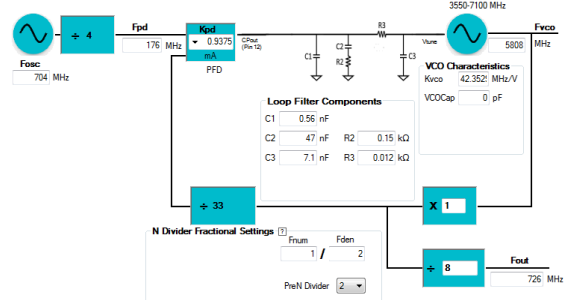 3550-7100 MHz
Fosc
704 MHz
÷ 4
Fpd
176 MHz
Kpd
0.9375
mA
PFD
CPout
(Pin 12)
C1
C2
R2
R3
C3
Vtune
Fvco
5808 MHz
VCO Characteristics
Kvco 42.352 MHz/V
VCOCap 0 pF
Loop Filter Components
C1 0.56 nF
C2 47 nF R2 0.15 kΩ
C3 7.1 nF R3 0.012 kΩ
÷ 33
X 1
N Divider Fractional Settings ?
Fnum Fden
1 / 2
PreN Divider 2
÷ 8
Fout
726 MHz